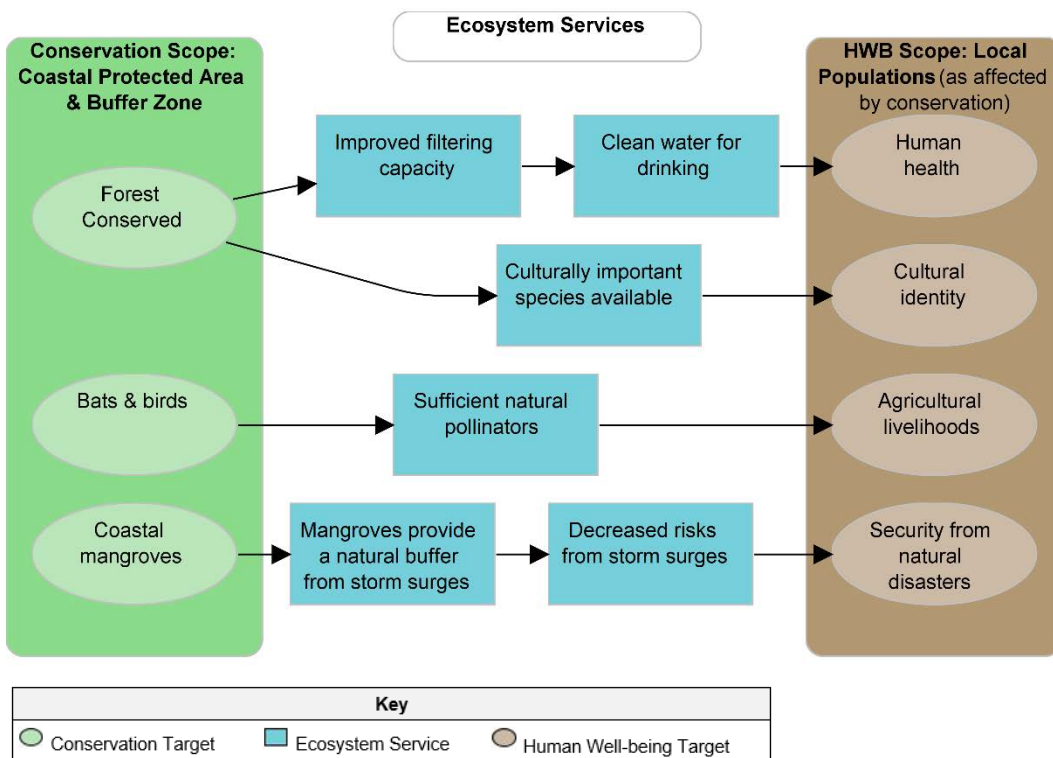 Ecosystem Services
Conservation Scope:
Coastal Protected Area
& Buffer Zone
HWB Scope: Local
Populations (as affected
by conservation)
Forest
Conserved
Improved filtering
capacity
Clean water for
drinking
Human
health
Culturally important
species available
Cultural
identity
Bats & birds
Sufficient natural
pollinators
Agricultural
livelihoods
Coastal
mangroves
Mangroves provide
a natural buffer
from storm surges
Decreased risks
from storm surges
Security from
natural
disasters
Key
Conservation Target
Ecosystem Service
Human Well-being Target